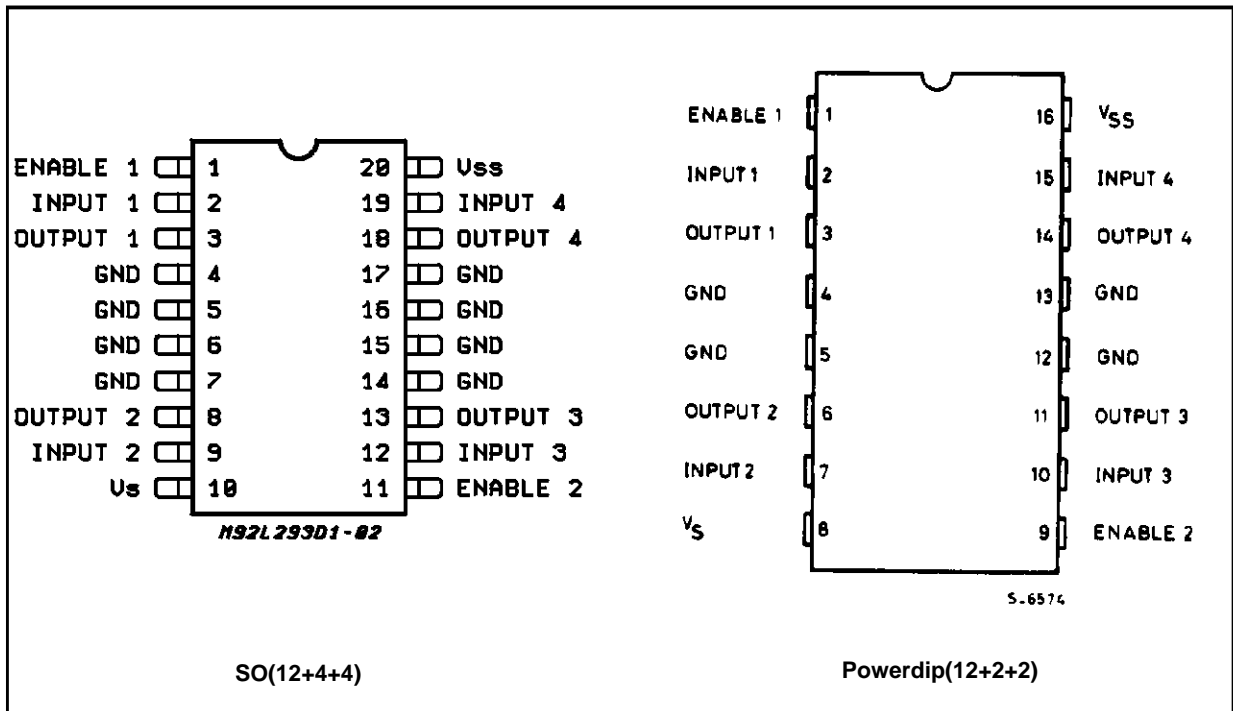 ENABLE 1 1 20 Vss
INPUT 1 2 19 INPUT 4
OUTPUT 1 3 18 OUTPUT 4
GND 4 17 GND
GND 5 16 GND
GND 6 15 GND
GND 7 14 GND
OUTPUT 2 8 13 OUTPUT 3
INPUT 2 9 12 INPUT 3
Vs 10 11 ENABLE 2
M92L293D1-02
SO(12+4+4)
ENABLE 1 1 16 VSS
INPUT 1 2 15 INPUT 4
OUTPUT 1 3 14 OUTPUT 4
GND 4 13 GND
GND 5 12 GND
OUTPUT 2 6 11 OUTPUT 3
INPUT 2 7 10 INPUT 3
VS 8 9 ENABLE 2
S-6574
Powerdip(12+2+2)